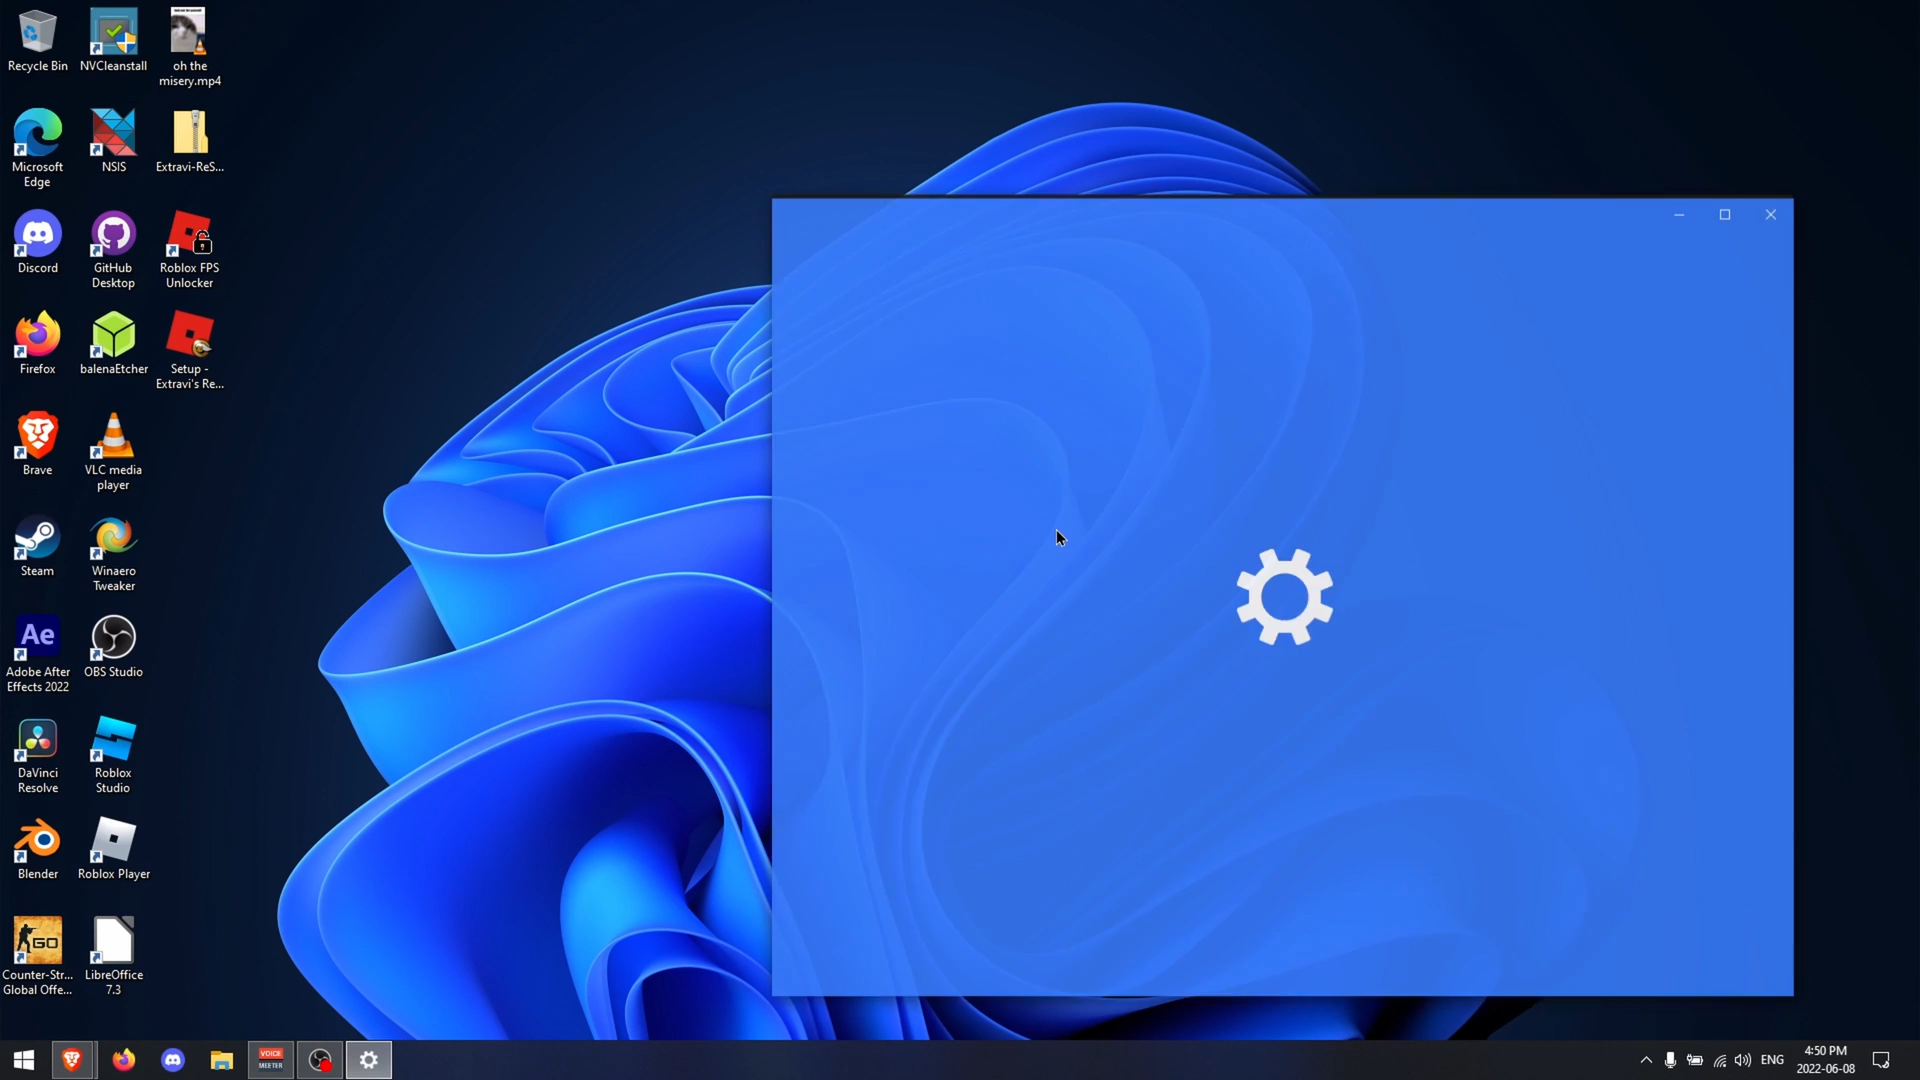 Recycle Bin
NVCleanstall
oh the
misery.mp4
Microsoft
Edge
NSIS
Extravi-ReS...
Discord
GitHub
Desktop
Roblox FPS
Unlocker
Firefox
balenaEtcher
Setup -
Extravi's Re...
Brave
VLC media
player
Steam
Winaero
Tweaker
Ae
Adobe After
Effects 2022
OBS Studio
DaVinci
Resolve
Roblox
Studio
Blender
Roblox Player
GO
Counter-Str...
Global Offe...
LibreOffice
7.3
VOICE
MEETER
ENG
4:50 PM
2022-06-08